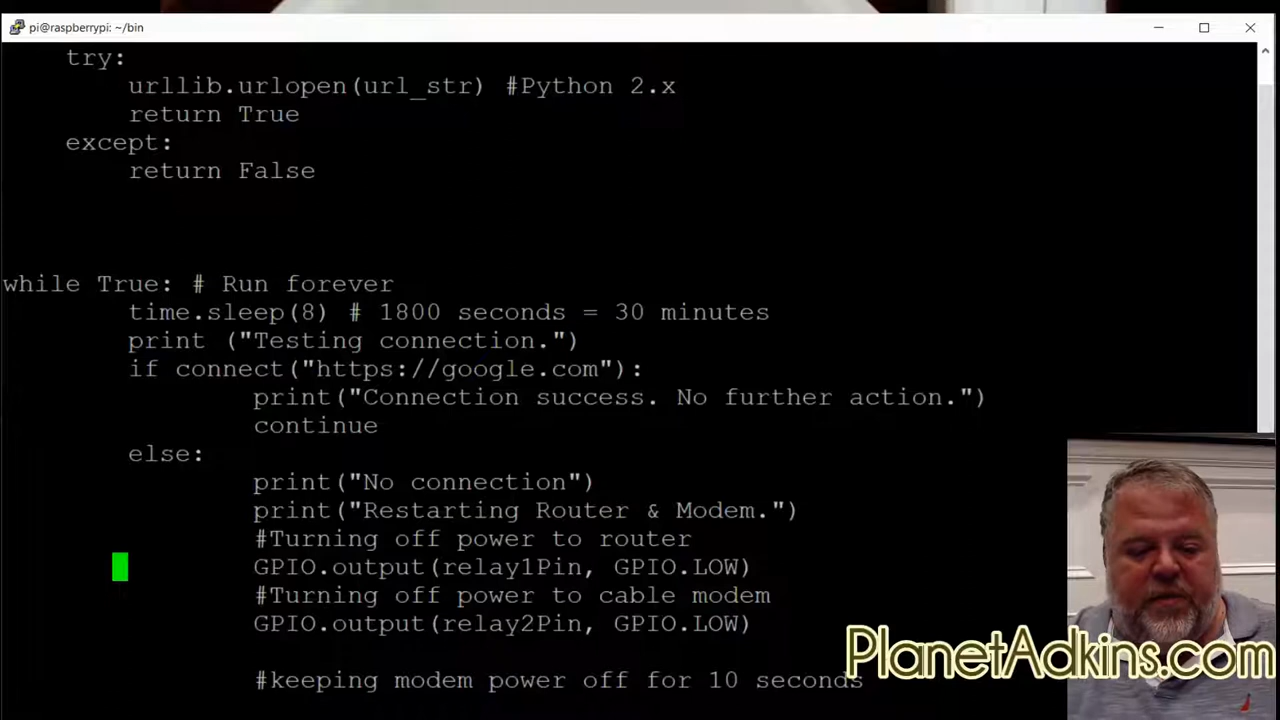 pi@raspberrypi: ~/bin
try:
urllib.urlopen(url_str) #Python 2.x
return True
except:
return False
while True: # Run forever
time.sleep(8) # 1800 seconds = 30 minutes
print ("Testing connection.")
if connect("https://google.com"):
print("Connection success. No further action.")
continue
else:
print("No connection")
print("Restarting Router & Modem.")
#Turning off power to router
GPIO.output(relay1Pin, GPIO.LOW)
#Turning off power to cable modem
GPIO.output(relay2Pin, GPIO.LOW)
#keeping modem power off for 10 seconds
PlanetAdkins.com